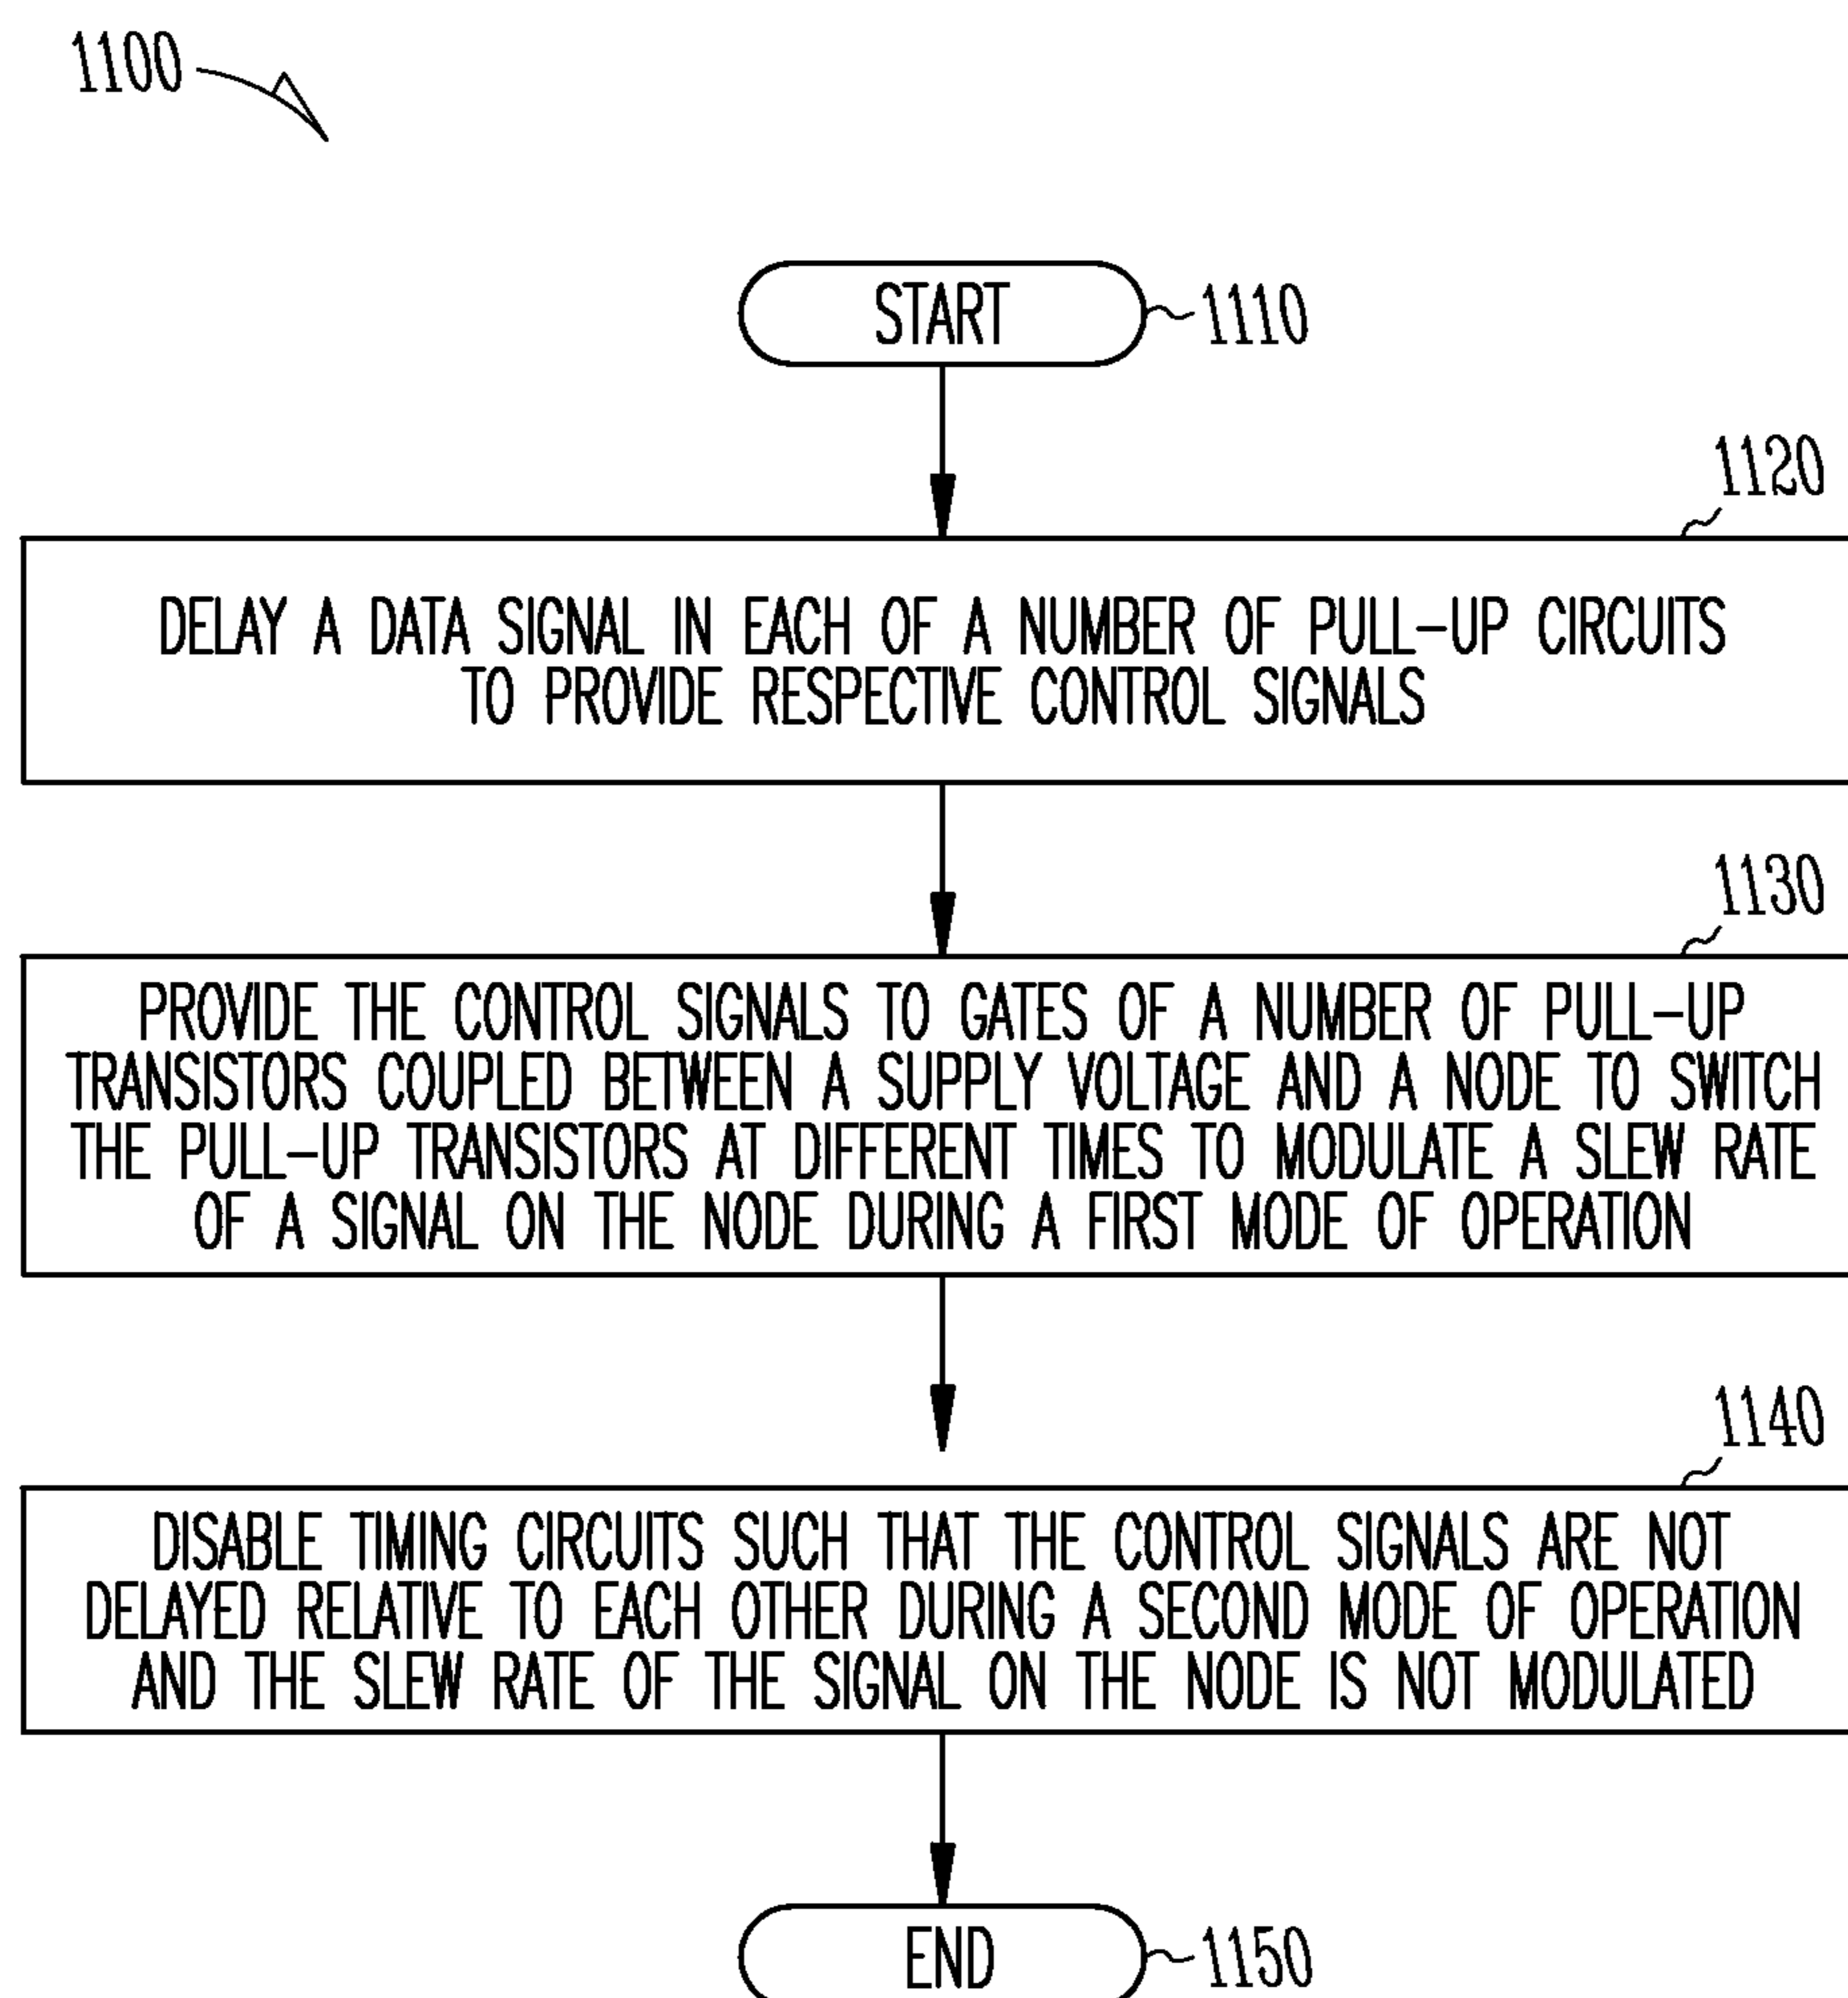 1100
START
1110
1120
DELAY A DATA SIGNAL IN EACH OF A NUMBER OF PULL-UP CIRCUITS
TO PROVIDE RESPECTIVE CONTROL SIGNALS
1130
PROVIDE THE CONTROL SIGNALS TO GATES OF A NUMBER OF PULL-UP
TRANSISTORS COUPLED BETWEEN A SUPPLY VOLTAGE AND A NODE TO SWITCH
THE PULL-UP TRANSISTORS AT DIFFERENT TIMES TO MODULATE A SLEW RATE
OF A SIGNAL ON THE NODE DURING A FIRST MODE OF OPERATION
1140
DISABLE TIMING CIRCUITS SUCH THAT THE CONTROL SIGNALS ARE NOT
DELAYED RELATIVE TO EACH OTHER DURING A SECOND MODE OF OPERATION
AND THE SLEW RATE OF THE SIGNAL ON THE NODE IS NOT MODULATED
END
1150